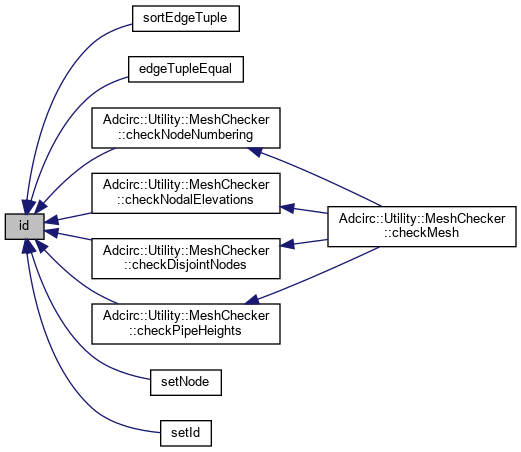 sortEdgeTuple
edgeTupleEqual
Adcirc::Utility::MeshChecker
::checkNodeNumbering
Adcirc::Utility::MeshChecker
::checkNodalElevations
id
Adcirc::Utility::MeshChecker
::checkMesh
Adcirc::Utility::MeshChecker
::checkDisjointNodes
Adcirc::Utility::MeshChecker
::checkPipeHeights
setNode
setId